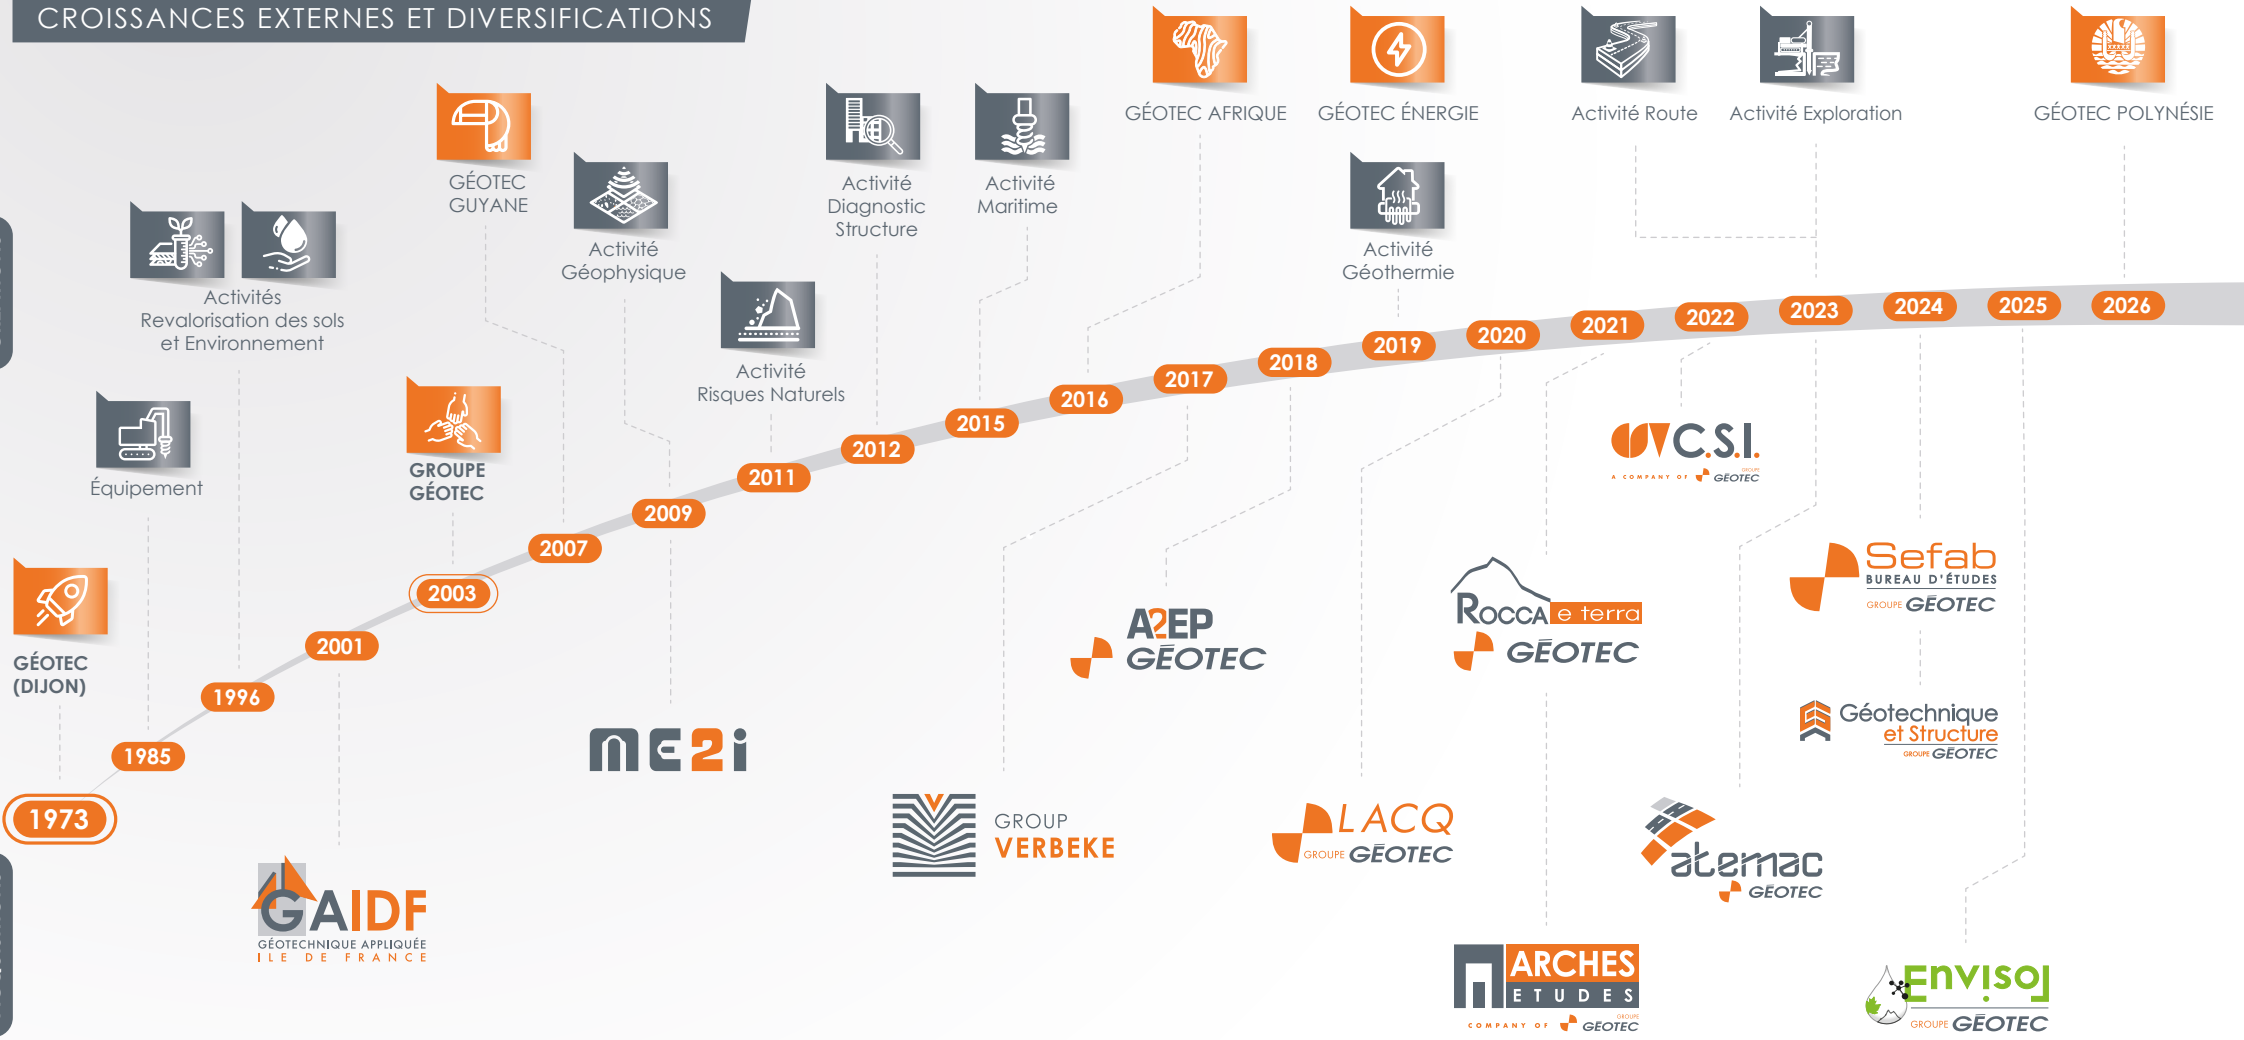 CROISSANCES EXTERNES ET DIVERSIFICATIONS
GÉOTEC AFRIQUE
GÉOTEC ÉNERGIE
Activité Route
Activité Exploration
GÉOTEC POLYNÉSIE
GÉOTEC
GUYANE
Activité
Diagnostic
Structure
Activité
Maritime
Activité
Géophysique
Activité
Géothermie
Activités
Revalorisation des sols
et Environnement
Activité
Risques Naturels
Équipement
GROUPE
GÉOTEC
GÉOTEC
(DIJON)
1973
1985
1996
2001
2003
2007
2009
2011
2012
2015
2016
2017
2018
2019
2020
2021
2022
2023
2024
2025
2026
GAIDF
GÉOTECHNIQUE APPLIQUÉE
ILE DE FRANCE
ME2i
GROUP
VERBEKE
A2EP
GÉOTEC
LACQ
GROUPE GÉOTEC
ROCCA e terra
GÉOTEC
ARCHES
ETUDES
COMPANY OF GROUPE GÉOTEC
C.S.I.
A COMPANY OF GROUPE GÉOTEC
atemac
GÉOTEC
Sefab
BUREAU D'ÉTUDES
GROUPE GÉOTEC
Géotechnique
et Structure
GROUPE GÉOTEC
Envisol
GROUPE GÉOTEC